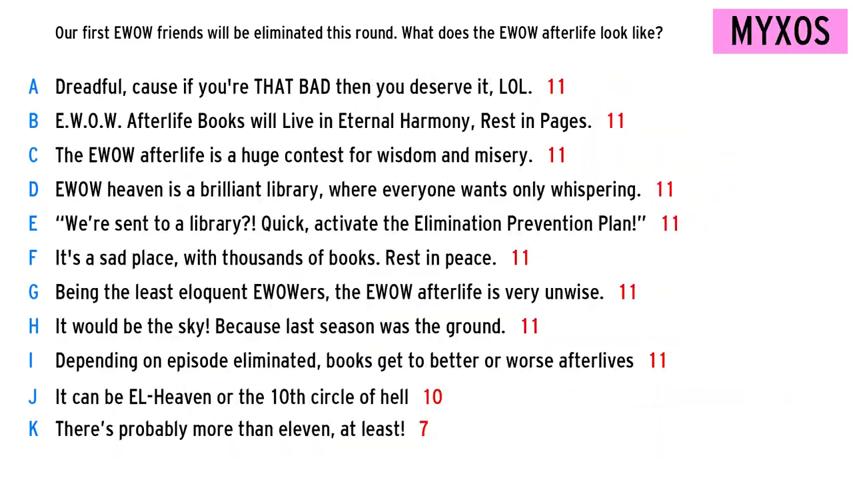 Our first EWOW friends will be eliminated this round. What does the EWOW afterlife look like?
MYXOS
A Dreadful, cause if you're THAT BAD then you deserve it, LOL. 11
B E.W.O.W. Afterlife Books will Live in Eternal Harmony, Rest in Pages. 11
C The EWOW afterlife is a huge contest for wisdom and misery. 11
D EWOW heaven is a brilliant library, where everyone wants only whispering. 11
E “We’re sent to a library?! Quick, activate the Elimination Prevention Plan!” 11
F It's a sad place, with thousands of books. Rest in peace. 11
G Being the least eloquent EWOWers, the EWOW afterlife is very unwise. 11
H It would be the sky! Because last season was the ground. 11
I Depending on episode eliminated, books get to better or worse afterlives 11
J It can be EL-Heaven or the 10th circle of hell 10
K There’s probably more than eleven, at least! 7